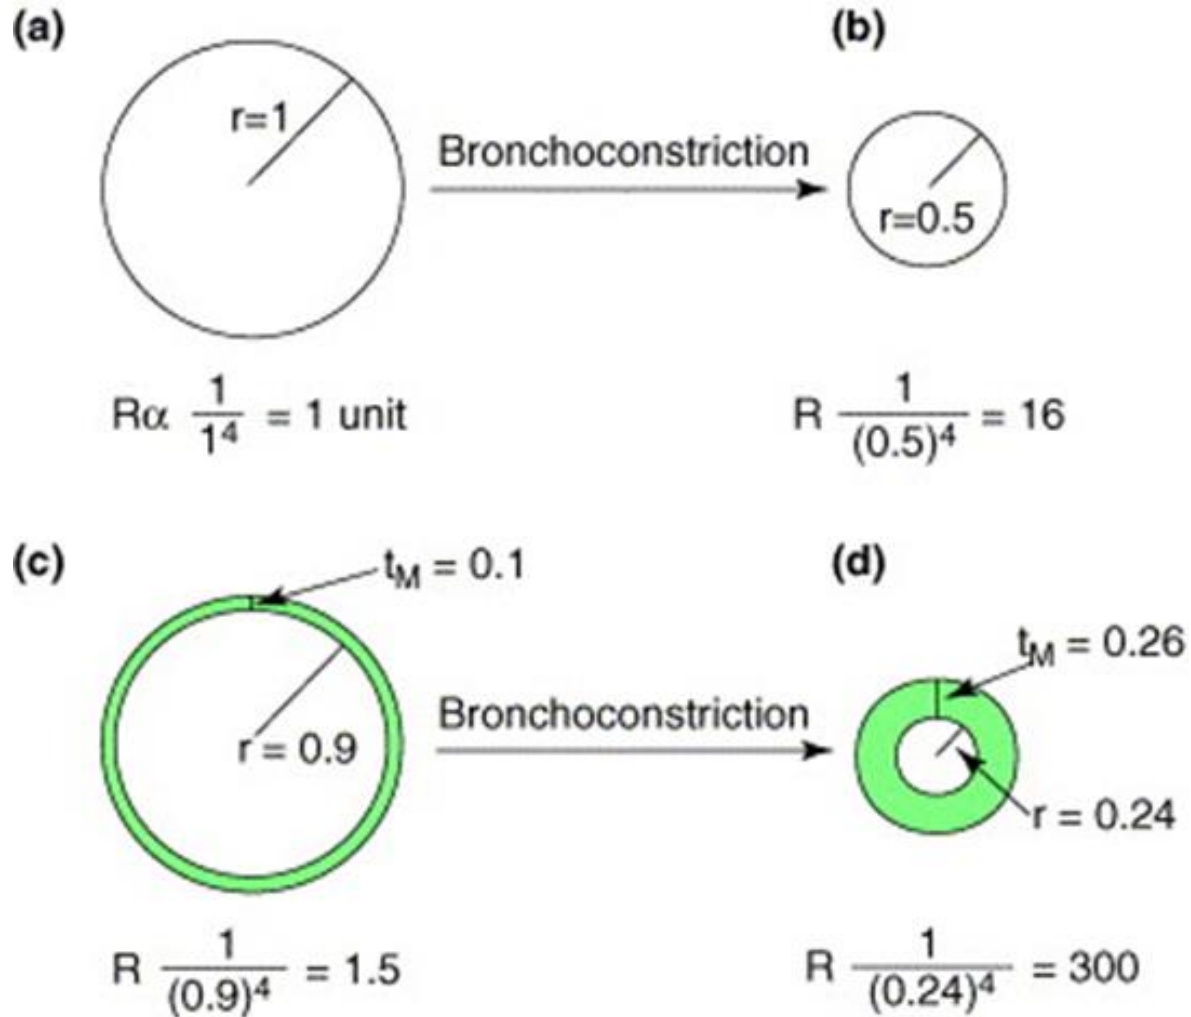 (a)
(b)
r=1
Bronchoconstriction
r=0.5
Rα 1/1⁴ = 1 unit
R 1/(0.5)⁴ = 16
(c)
tM = 0.1
(d)
tM = 0.26
r = 0.9
Bronchoconstriction
r = 0.24
R 1/(0.9)⁴ = 1.5
R 1/(0.24)⁴ = 300